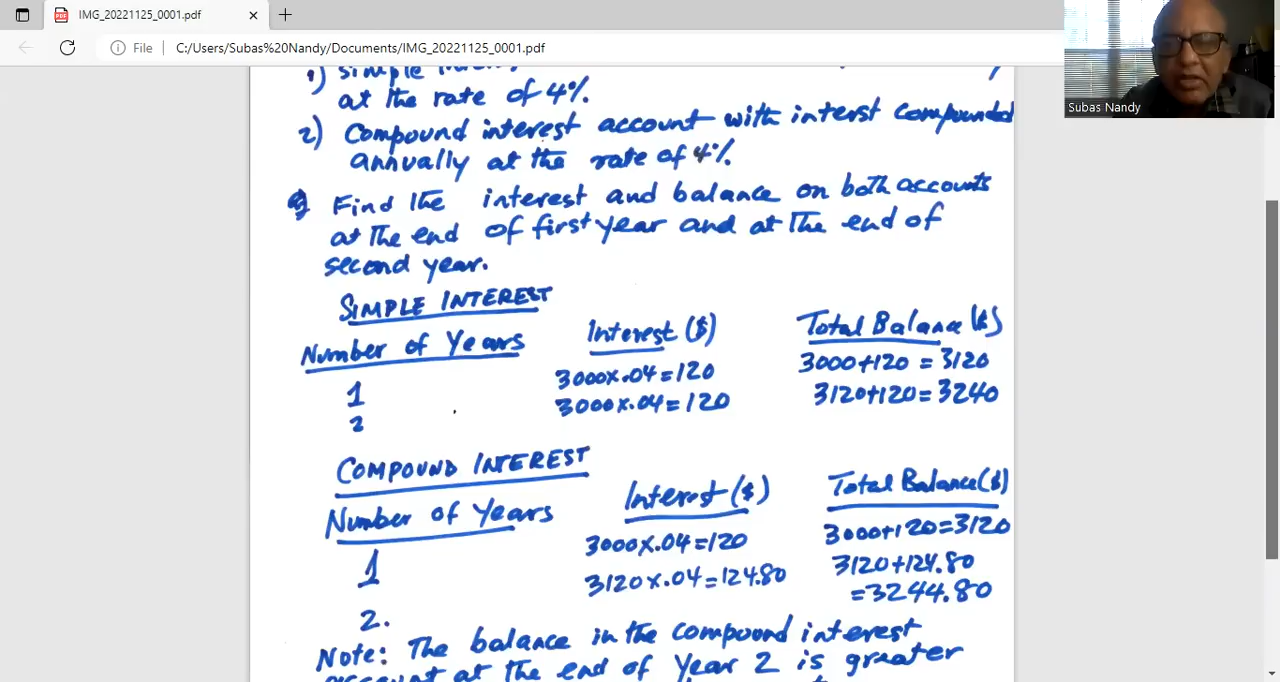 IMG_20221125_0001.pdf
File C:/Users/Subas%20Nandy/Documents/IMG_20221125_0001.pdf
Subas Nandy
1) Simple
at the rate of 4%.
2) Compound interest account with interst compounded
annually at the rate of 4%
Find the interest and balance on both accounts
at the end of first year and at the end of
second year.
SIMPLE INTEREST
Number of Years Interest ($) Total Balance ($)
1 3000x.04=120 3000+120=3120
2 3000x.04=120 3120+120=3240
COMPOUND INTEREST
Number of Years Interest ($) Total Balance($)
1 3000x.04=120 3000+120=3120
2. 3120x.04=124.80 3120+124.80
=3244.80
Note: The balance in the compound interest
account at the end of Year 2 is greater